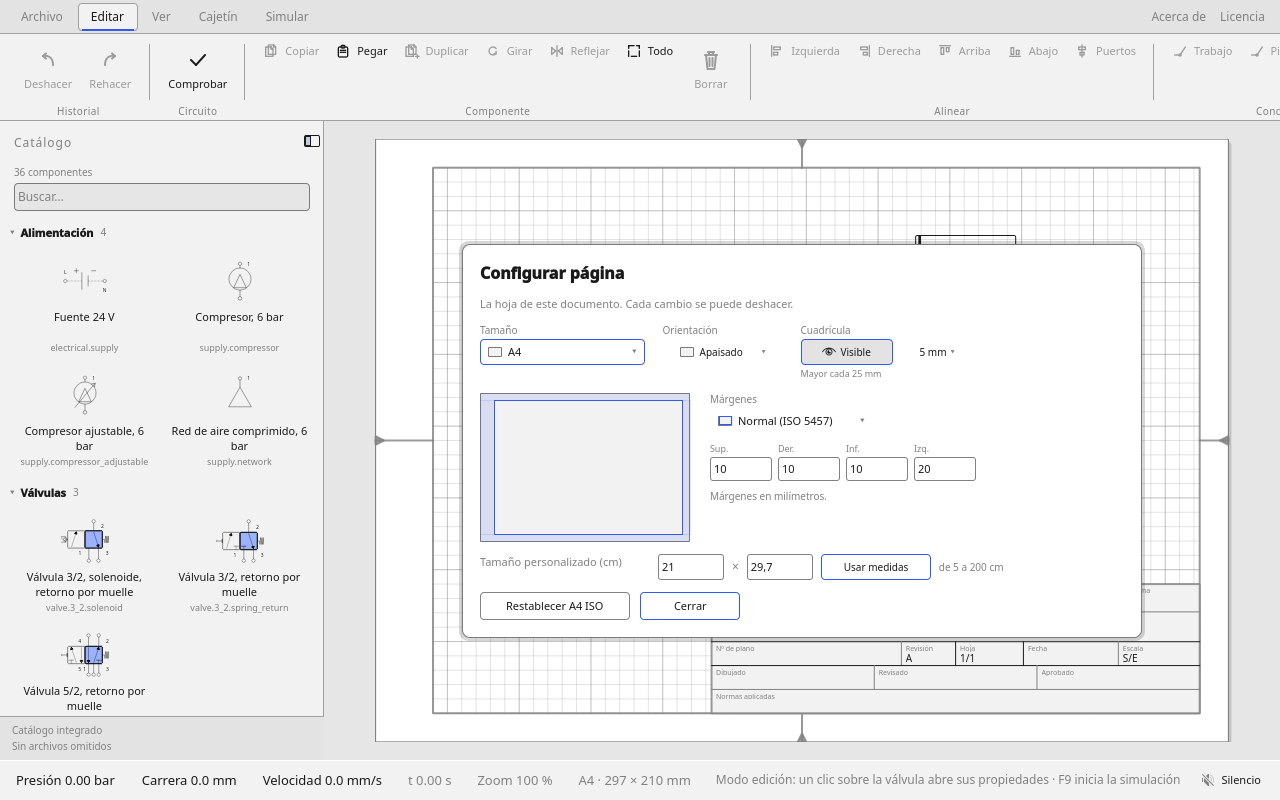 Archivo Editar Ver Cajetín Simular Acerca de Licencia
Copiar Pegar Duplicar Girar Reflejar Todo Izquierda Derecha Arriba Abajo Puertos Trabajo
Deshacer Rehacer Comprobar Borrar
Historial Circuito Componente Alinear
Catálogo
36 componentes
Buscar...
Alimentación 4
Fuente 24 V
electrical.supply
Compresor, 6 bar
supply.compressor
Compresor ajustable, 6
bar
supply.compressor_adjustable
Red de aire comprimido, 6
bar
supply.network
Válvulas 3
Válvula 3/2, solenoide,
retorno por muelle
valve.3_2.solenoid
Válvula 3/2, retorno por
muelle
valve.3_2.spring_return
Válvula 5/2, retorno por
muelle
Catálogo integrado
Sin archivos omitidos
Configurar página
La hoja de este documento. Cada cambio se puede deshacer.
Tamaño Orientación Cuadrícula
A4 Apaisado Visible 5 mm
Mayor cada 25 mm
Márgenes
Normal (ISO 5457)
Sup. Der. Inf. Izq.
10 10 10 20
Márgenes en milímetros.
Tamaño personalizado (cm) 21 × 29,7 Usar medidas de 5 a 200 cm
Restablecer A4 ISO Cerrar
Nº de plano Revisión Hoja Fecha Escala
A 1/1 S/E
Dibujado Revisado Aprobado
Normas aplicadas
Presión 0.00 bar Carrera 0.0 mm Velocidad 0.0 mm/s t 0.00 s Zoom 100 % A4 · 297 × 210 mm Modo edición: un clic sobre la válvula abre sus propiedades · F9 inicia la simulación Silencio